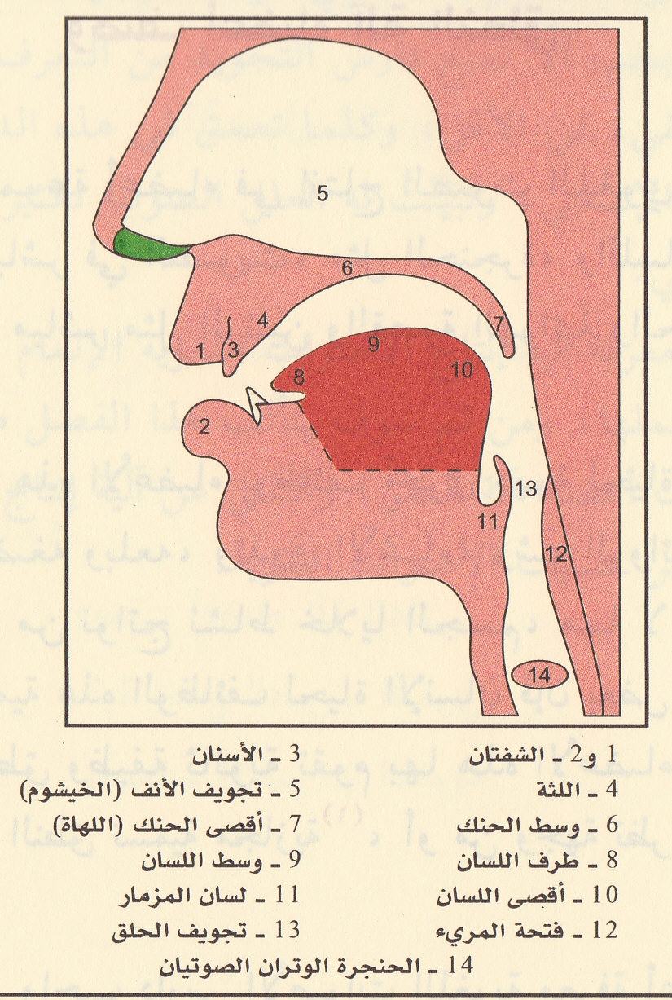 5
6
7
4
9
1
3
10
8
2
13
11
12
14
1 و2 ـ الشفتان 3 ـ الأسنان
4 ـ اللثة 5 ـ تجويف الأنف (الخيشوم)
6 ـ وسط الحنك 7 ـ أقصى الحنك (اللهاة)
8 ـ طرف اللسان 9 ـ وسط اللسان
10 ـ أقصى اللسان 11 ـ لسان المزمار
12 ـ فتحة المريء 13 ـ تجويف الحلق
14 ـ الحنجرة الوتران الصوتيان